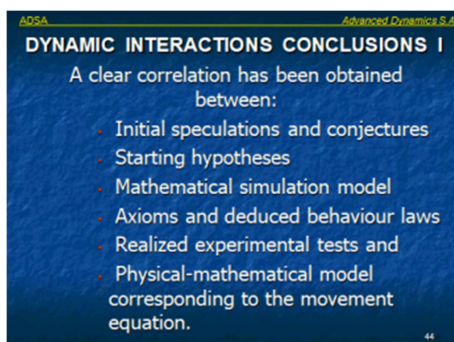 ADSA
Advanced Dynamics S.A
DYNAMIC INTERACTIONS CONCLUSIONS I
A clear correlation has been obtained
between:
Initial speculations and conjectures
Starting hypotheses
Mathematical simulation model
Axioms and deduced behaviour laws
Realized experimental tests and
Physical-mathematical model
corresponding to the movement
equation.
44